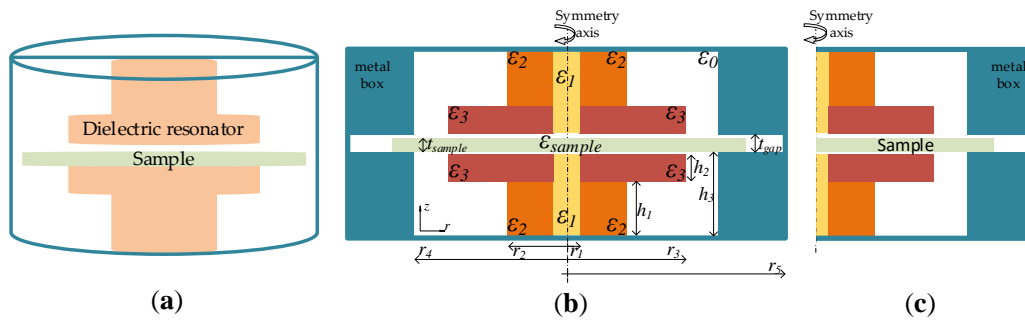 Dielectric resonator
Sample
(a)
Symmetry
axis
metal
box
ε2
ε2
ε0
ε1
ε3
ε3
tsample
εsample
tgap
ε3
ε3
h2
h3
h1
z
r
ε2
ε1
ε2
r4
r2
r1
r3
r5
(b)
Symmetry
axis
metal
box
Sample
(c)